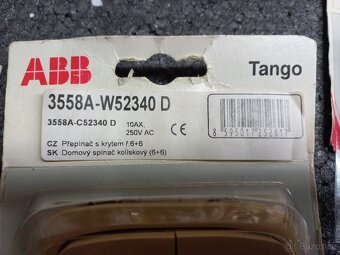 ABB
Tango
3558A-W52340 D
3558A-C52340 D
10AX
250V AC
CE
8 595017 252617
CZ Přepínač s krytem ř.6+6
SK Domový spínač kolískový (6+6)